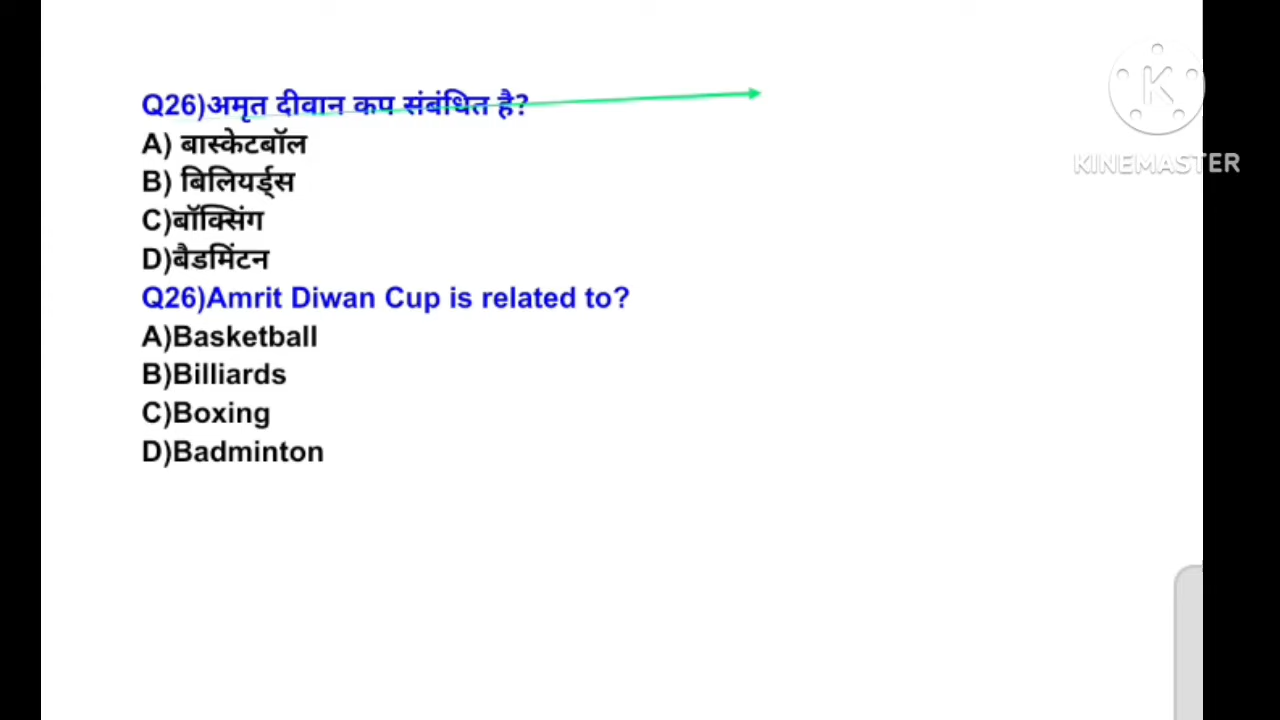 Q26)अमृत दीवान कप संबंधित है?
A) बास्केटबॉल
B) बिलियर्ड्स
C)बॉक्सिंग
D)बैडमिंटन
Q26)Amrit Diwan Cup is related to?
A)Basketball
B)Billiards
C)Boxing
D)Badminton
K
KINEMASTER